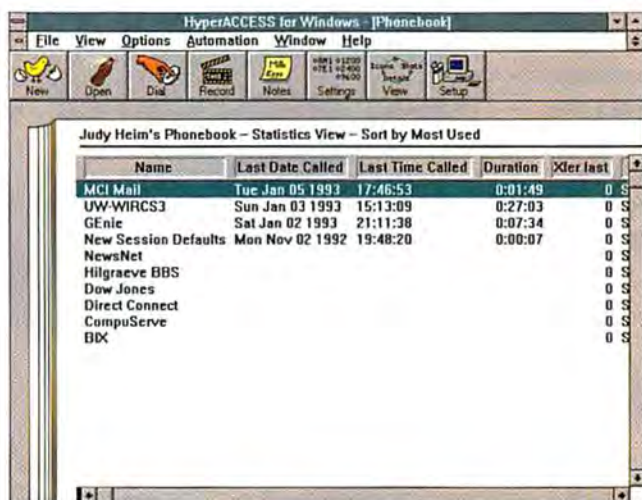 HyperACCESS for Windows - [Phonebook]
File View Options Automation Window Help
New Open Dial Record Notes Settings View Setup
Judy Heim's Phonebook – Statistics View – Sort by Most Used
Name Last Date Called Last Time Called Duration Xfer last
MCI Mail Tue Jan 05 1993 17:46:53 0:01:49 0 S
UW-WIRCS3 Sun Jan 03 1993 15:13:09 0:27:03 0 S
GEnie Sat Jan 02 1993 21:11:38 0:07:34 0 S
New Session Defaults Mon Nov 02 1992 19:48:20 0:00:07 0 S
NewsNet 0 S
Hilgraeve BBS 0 S
Dow Jones 0 S
Direct Connect 0 S
CompuServe 0 S
BIX 0 S